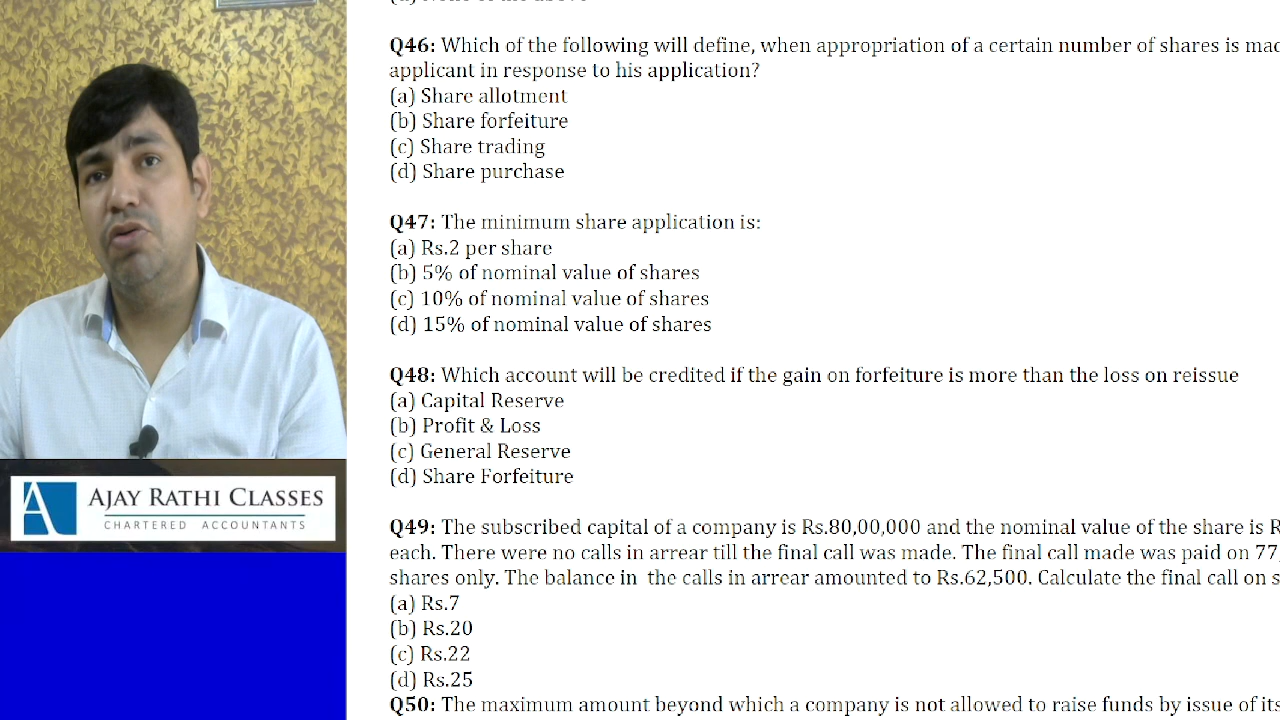 Q46: Which of the following will define, when appropriation of a certain number of shares is
applicant in response to his application?
(a) Share allotment
(b) Share forfeiture
(c) Share trading
(d) Share purchase
Q47: The minimum share application is:
(a) Rs.2 per share
(b) 5% of nominal value of shares
(c) 10% of nominal value of shares
(d) 15% of nominal value of shares
Q48: Which account will be credited if the gain on forfeiture is more than the loss on reissue
(a) Capital Reserve
(b) Profit & Loss
(c) General Reserve
(d) Share Forfeiture
Q49: The subscribed capital of a company is Rs.80,00,000 and the nominal value of the share is
each. There were no calls in arrear till the final call was made. The final call made was paid on 77,
shares only. The balance in the calls in arrear amounted to Rs.62,500. Calculate the final call on
(a) Rs.7
(b) Rs.20
(c) Rs.22
(d) Rs.25
Q50: The maximum amount beyond which a company is not allowed to raise funds by issue of its
AJAY RATHI CLASSES
CHARTERED ACCOUNTANTS